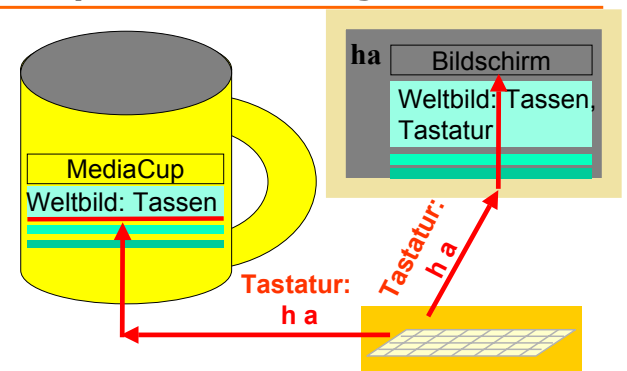 ha
Bildschirm
Weltbild: Tassen,
Tastatur
MediaCup
Weltbild: Tassen
Tastatur:
h a
Tastatur:
h a